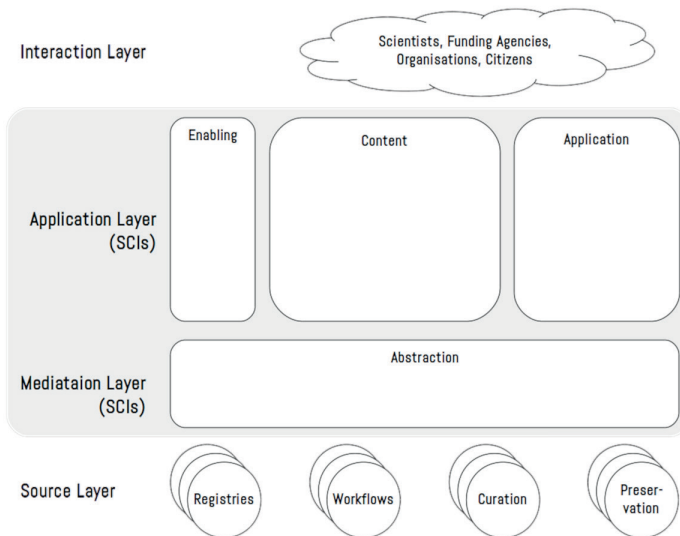 Interaction Layer
Scientists, Funding Agencies,
Organisations, Citizens
Enabling
Content
Application
Application Layer
(SCIs)
Abstraction
Mediataion Layer
(SCIs)
Source Layer
Registries
Workflows
Curation
Preser-
vation